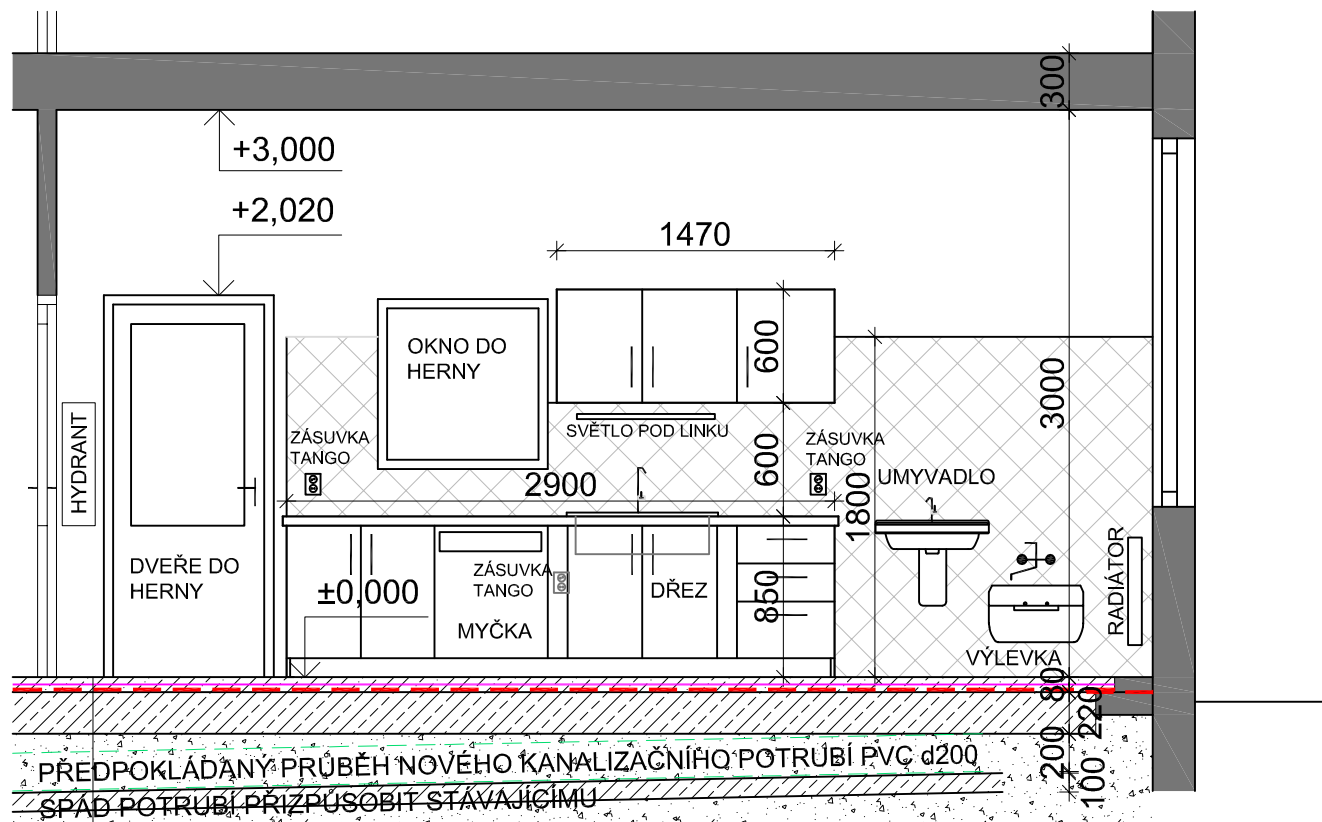 300
+3,000
+2,020
1470
OKNO DO
HERNY
600
3000
HYDRANT
SVĚTLO POD LINKU
ZÁSUVKA
TANGO
ZÁSUVKA
TANGO
600
2900
UMYVADLO
1800
DVEŘE DO
HERNY
±0,000
ZÁSUVKA
TANGO
MYČKA
DŘEZ
850
RADIÁTOR
VÝLEVKA
80
220
200
100
PŘEDPOKLÁDANÝ PRŮBĚH NOVÉHO KANALIZAČNÍHO POTRUBÍ PVC d200
SPÁD POTRUBÍ PŘIZPŮSOBIT STÁVAJÍCÍMU